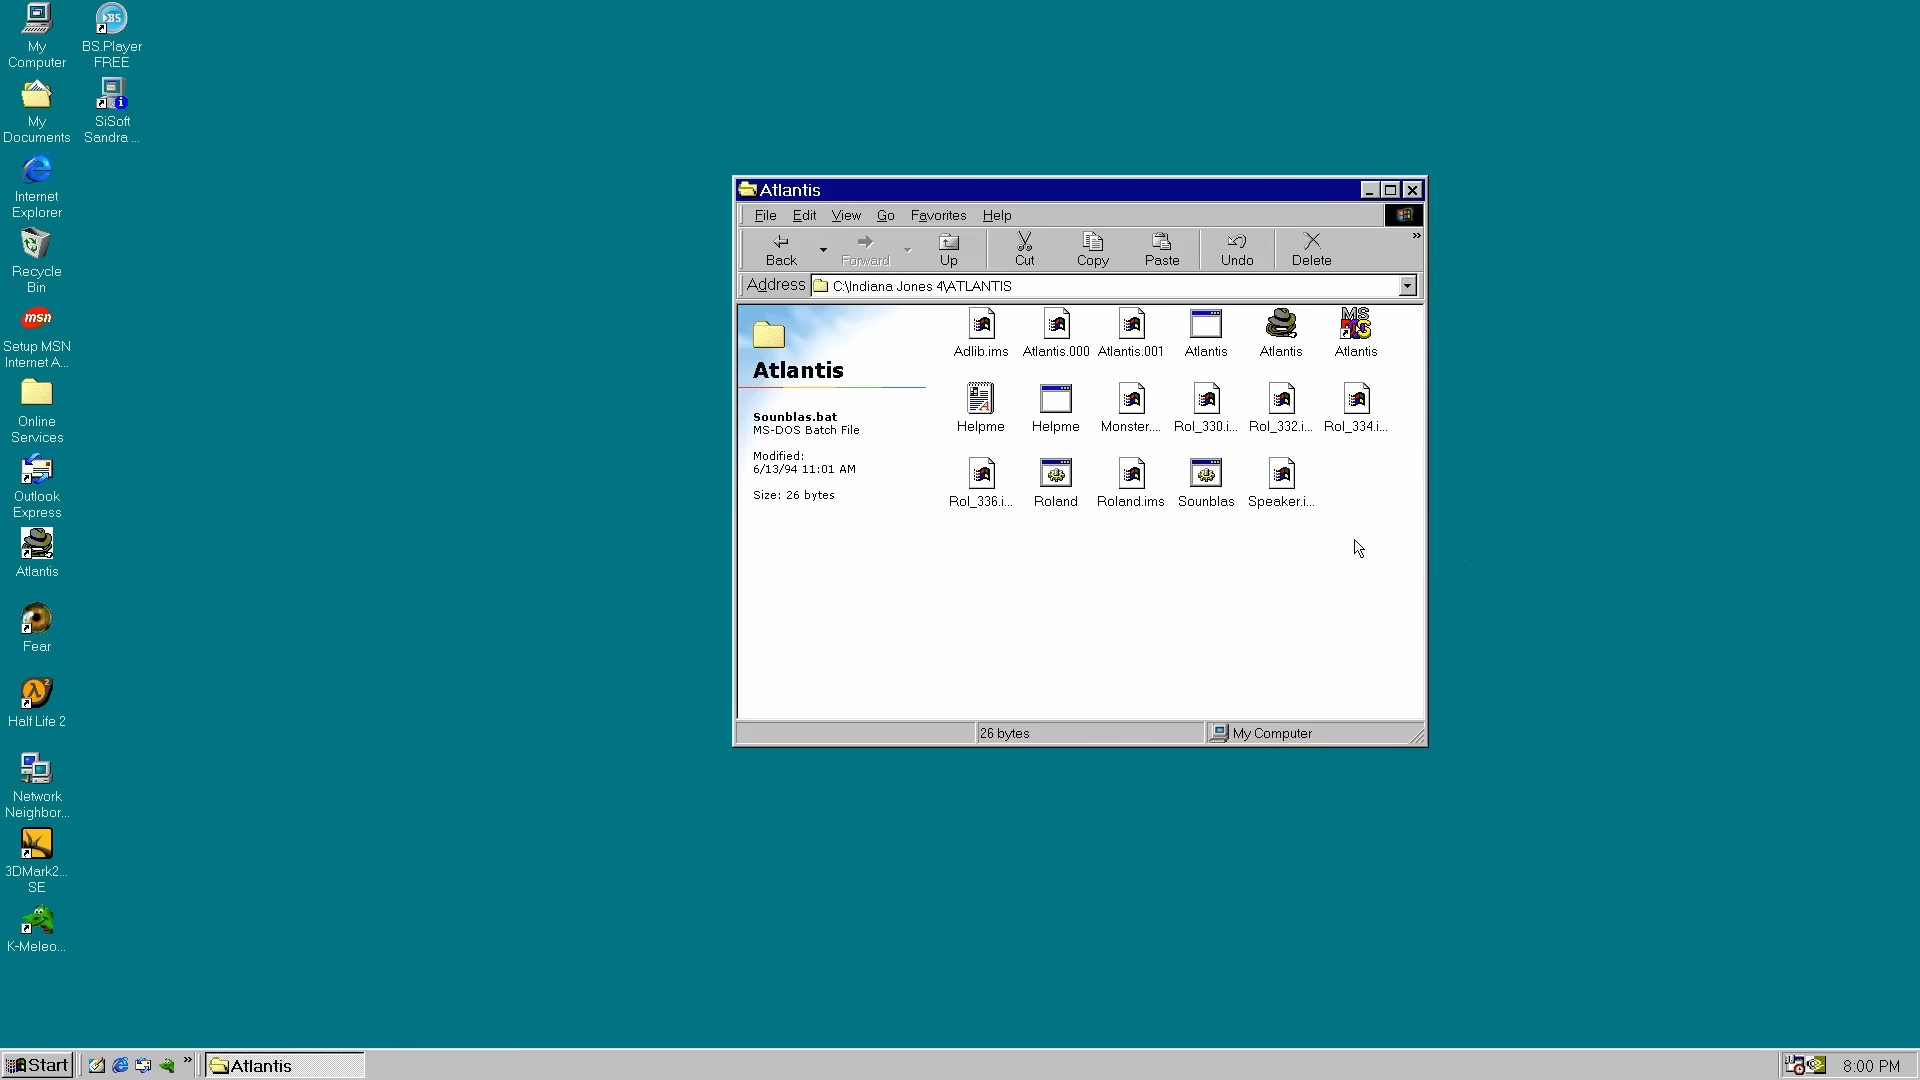 My
Computer
BS.Player
FREE
My
Documents
SiSoft
Sandra ...
Internet
Explorer
Recycle
Bin
msn
Setup MSN
Internet A...
Online
Services
Outlook
Express
Atlantis
Fear
Half Life 2
Network
Neighbor...
3DMark2...
SE
K-Meleo...
Atlantis
File Edit View Go Favorites Help
Back Forward Up Cut Copy Paste Undo Delete »
Address C:\Indiana Jones 4\ATLANTIS
Atlantis
Sounblas.bat
MS-DOS Batch File
Modified:
6/13/94 11:01 AM
Size: 26 bytes
Adlib.ims Atlantis.000 Atlantis.001 Atlantis Atlantis Atlantis
Helpme Helpme Monster.... Rol_330.i... Rol_332.i... Rol_334.i...
Rol_336.i... Roland Roland.ims Sounblas Speaker.i...
26 bytes My Computer
Start » Atlantis 8:00 PM